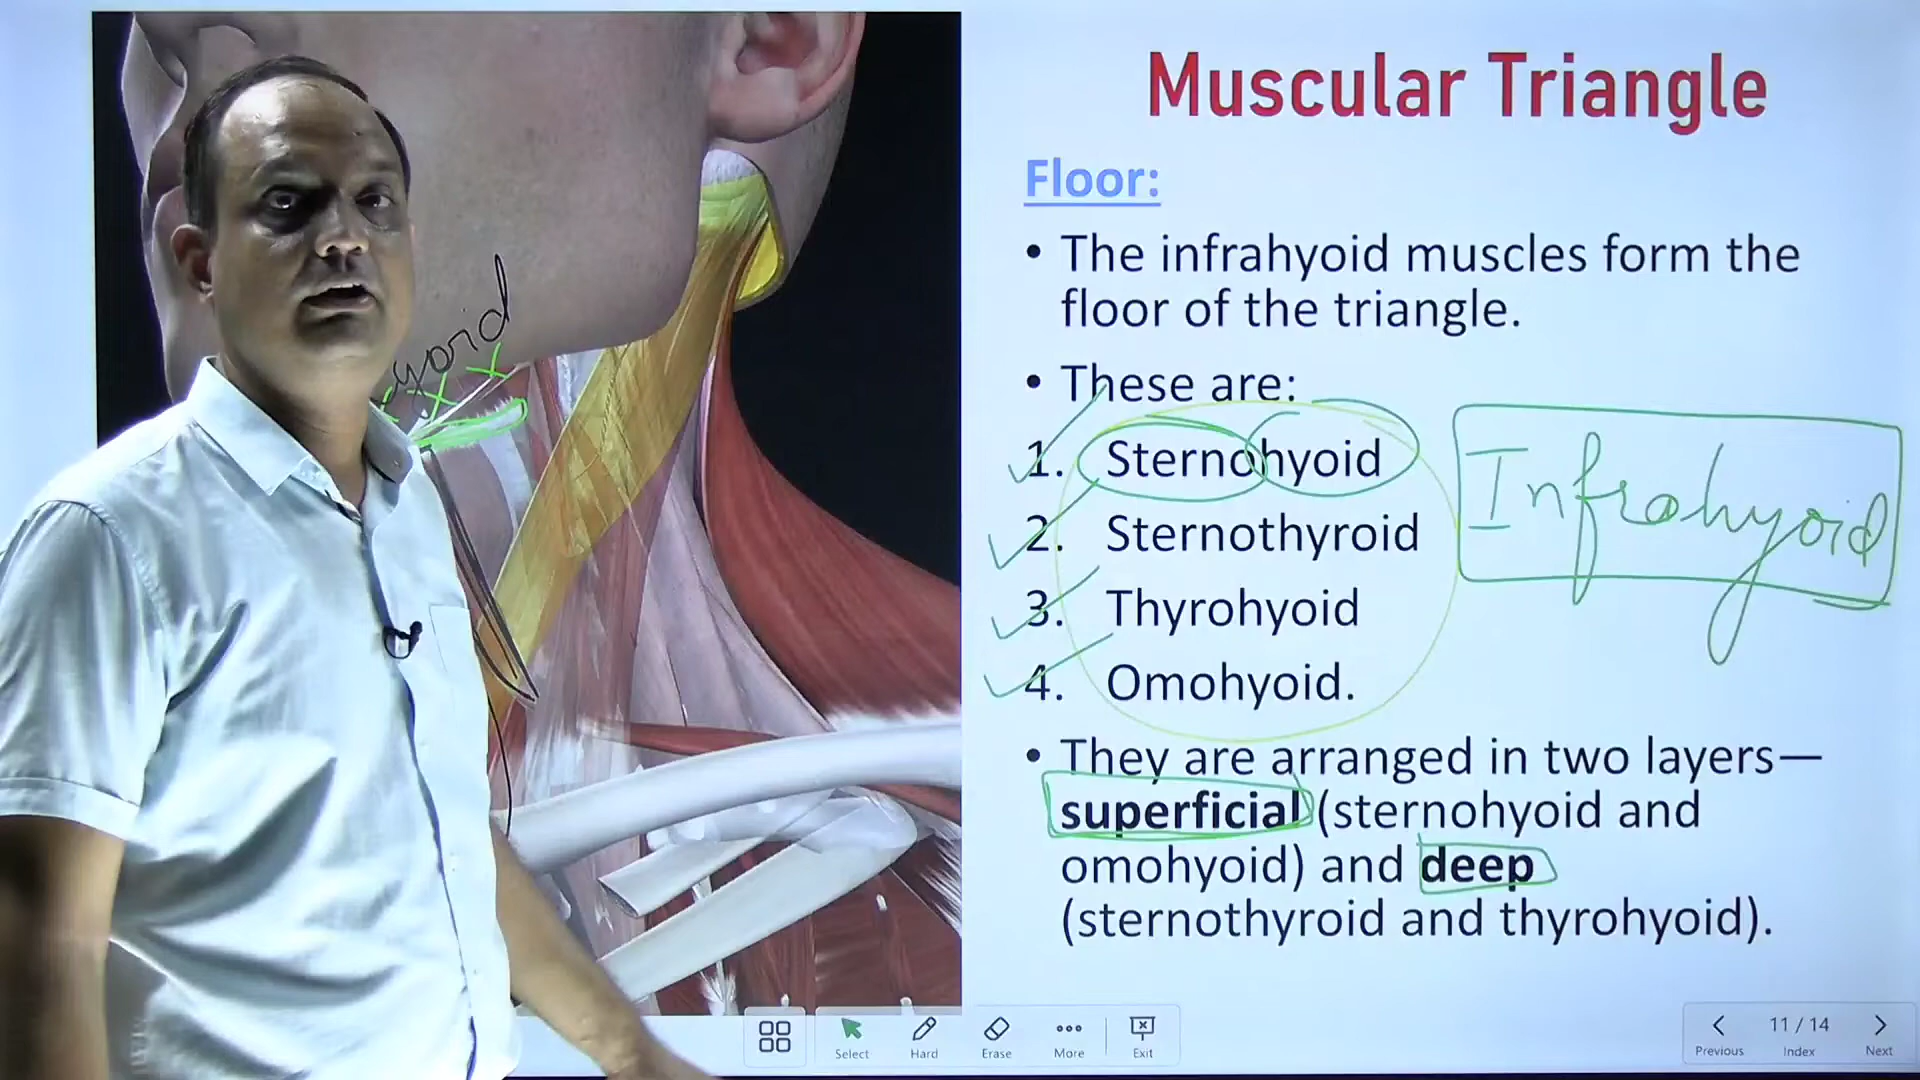 Muscular Triangle
Floor:
• The infrahyoid muscles form the
floor of the triangle.
• These are:
1. Sternohyoid
2. Sternothyroid
3. Thyrohyoid
4. Omohyoid.
• They are arranged in two layers—
superficial (sternohyoid and
omohyoid) and deep
(sternothyroid and thyrohyoid).
Infrahyoid
yoid
Select
Hard
Erase
More
Exit
Previous
11 / 14
Index
Next